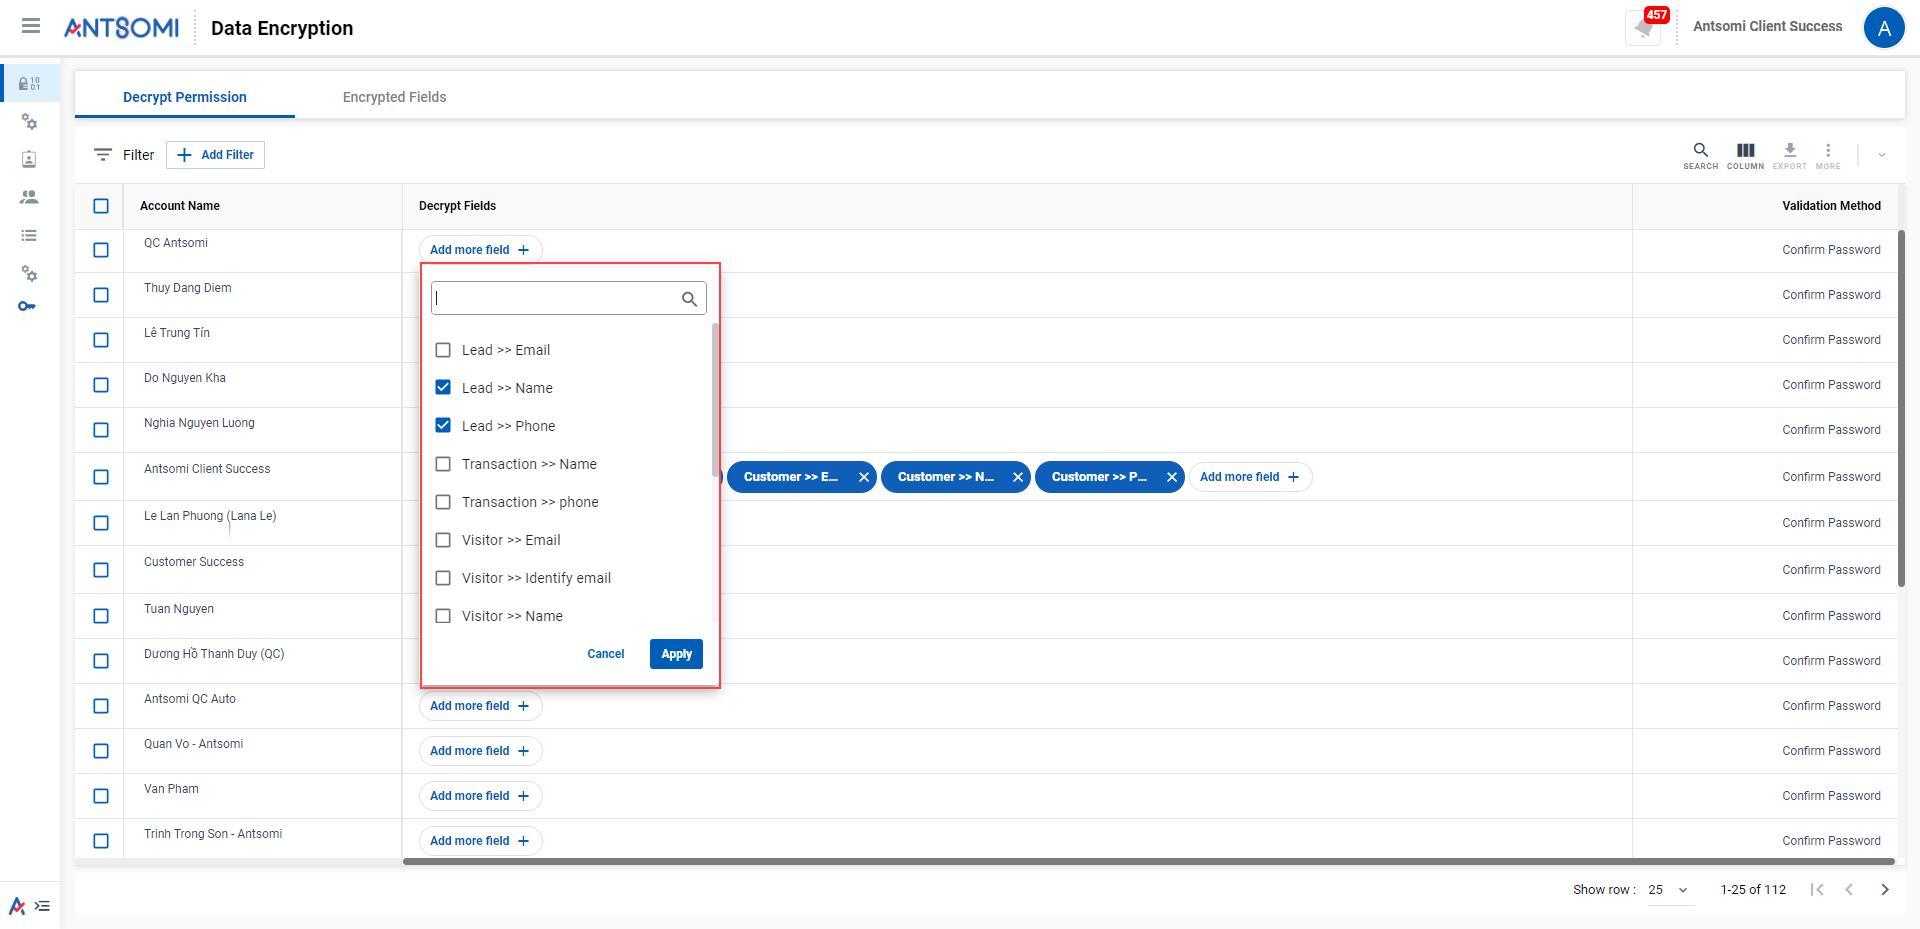 ANTSOMI
Data Encryption
457
Antsomi Client Success
A
Decrypt Permission
Encrypted Fields
10
01
Filter
Add Filter
SEARCH
COLUMN
EXPORT
MORE
Account Name
Decrypt Fields
Validation Method
QC Antsomi
Add more field
Confirm Password
Thuy Dang Diem
Confirm Password
Lê Trung Tín
Confirm Password
Do Nguyen Kha
Confirm Password
Nghia Nguyen Luong
Confirm Password
Antsomi Client Success
Customer >> E...
Customer >> N...
Customer >> P...
Add more field
Confirm Password
Le Lan Phuong (Lana Le)
Confirm Password
Customer Success
Confirm Password
Tuan Nguyen
Confirm Password
Dương Hồ Thanh Duy (QC)
Confirm Password
Lead >> Email
Lead >> Name
Lead >> Phone
Transaction >> Name
Transaction >> phone
Visitor >> Email
Visitor >> Identify email
Visitor >> Name
Cancel
Apply
Antsomi QC Auto
Add more field
Confirm Password
Quan Vo - Antsomi
Add more field
Confirm Password
Van Pham
Add more field
Confirm Password
Trinh Trong Son - Antsomi
Add more field
Confirm Password
Show row :
25
1-25 of 112